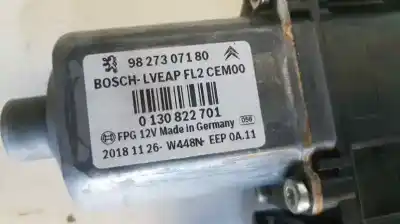 98 273 071 80
BOSCH-LVEAP FL2 CEM00
0 130 822 701
056
FPG 12V Made in Germany
2018 11 26- W448N- EEP 0A.11